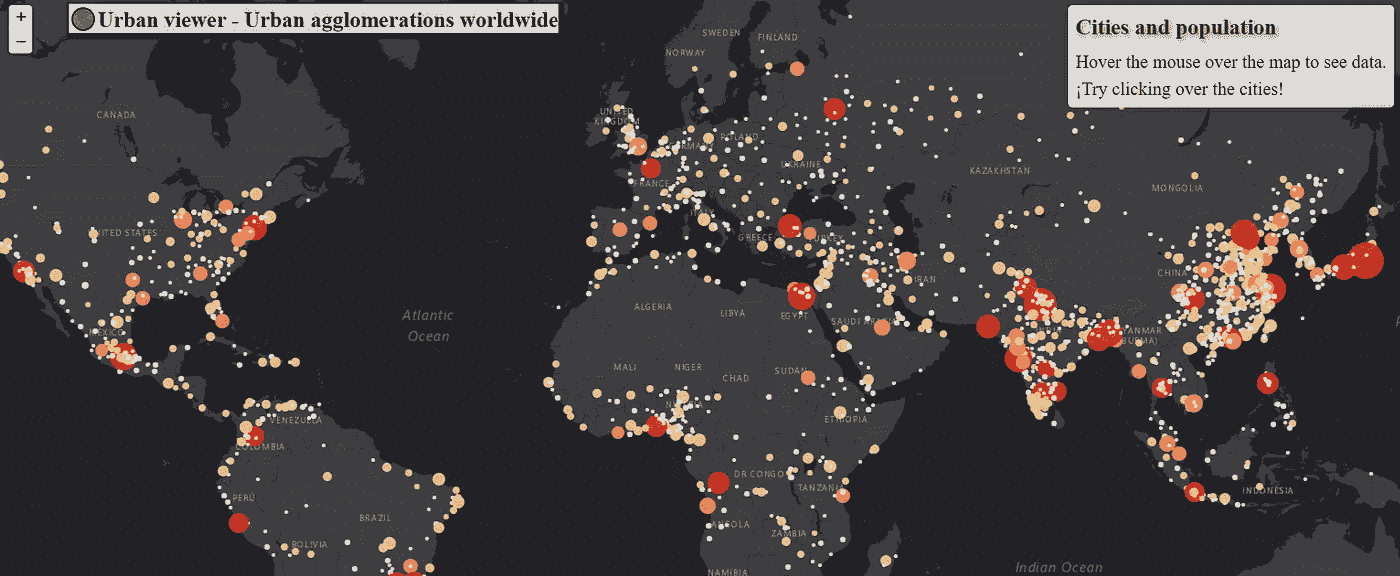 +
−
Urban viewer - Urban agglomerations worldwide
Cities and population
Hover the mouse over the map to see data.
¡Try clicking over the cities!
SWEDEN
FINLAND
NORWAY
CANADA
UNITED
KINGDOM
POLAND
UKRAINE
KAZAKHSTAN
FRANCE
MONGOLIA
UNITED STATES
GREECE
CHINA
IRAN
ALGERIA
LIBYA
EGYPT
SAUDI ARABIA
Atlantic
Ocean
MEXICO
MYANMAR
(BURMA)
MALI
NIGER
CHAD
SUDAN
VENEZUELA
ETHIOPIA
COLOMBIA
DR CONGO
PERÚ
TANZANIA
INDONESIA
BRAZIL
ANGOLA
ZAMBIA
BOLIVIA
Indian Ocean
NAMIBIA